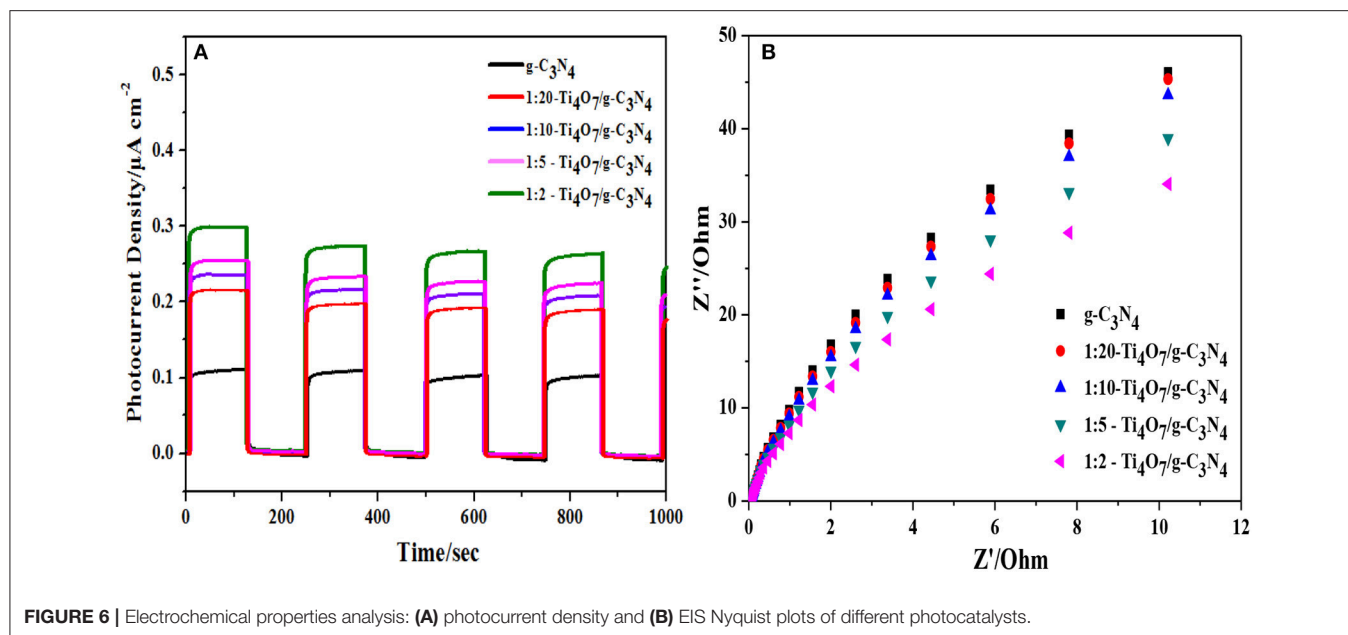 A
0.5
0.4
0.3
0.2
0.1
0.0
Photocurrent Density/μA cm⁻²
g-C₃N₄
1:20-Ti₄O₇/g-C₃N₄
1:10-Ti₄O₇/g-C₃N₄
1:5 - Ti₄O₇/g-C₃N₄
1:2 - Ti₄O₇/g-C₃N₄
0 200 400 600 800 1000
Time/sec
B
50
40
30
20
10
0
Z''/Ohm
g-C₃N₄
1:20-Ti₄O₇/g-C₃N₄
1:10-Ti₄O₇/g-C₃N₄
1:5 - Ti₄O₇/g-C₃N₄
1:2 - Ti₄O₇/g-C₃N₄
0 2 4 6 8 10 12
Z'/Ohm
FIGURE 6 | Electrochemical properties analysis: (A) photocurrent density and (B) EIS Nyquist plots of different photocatalysts.